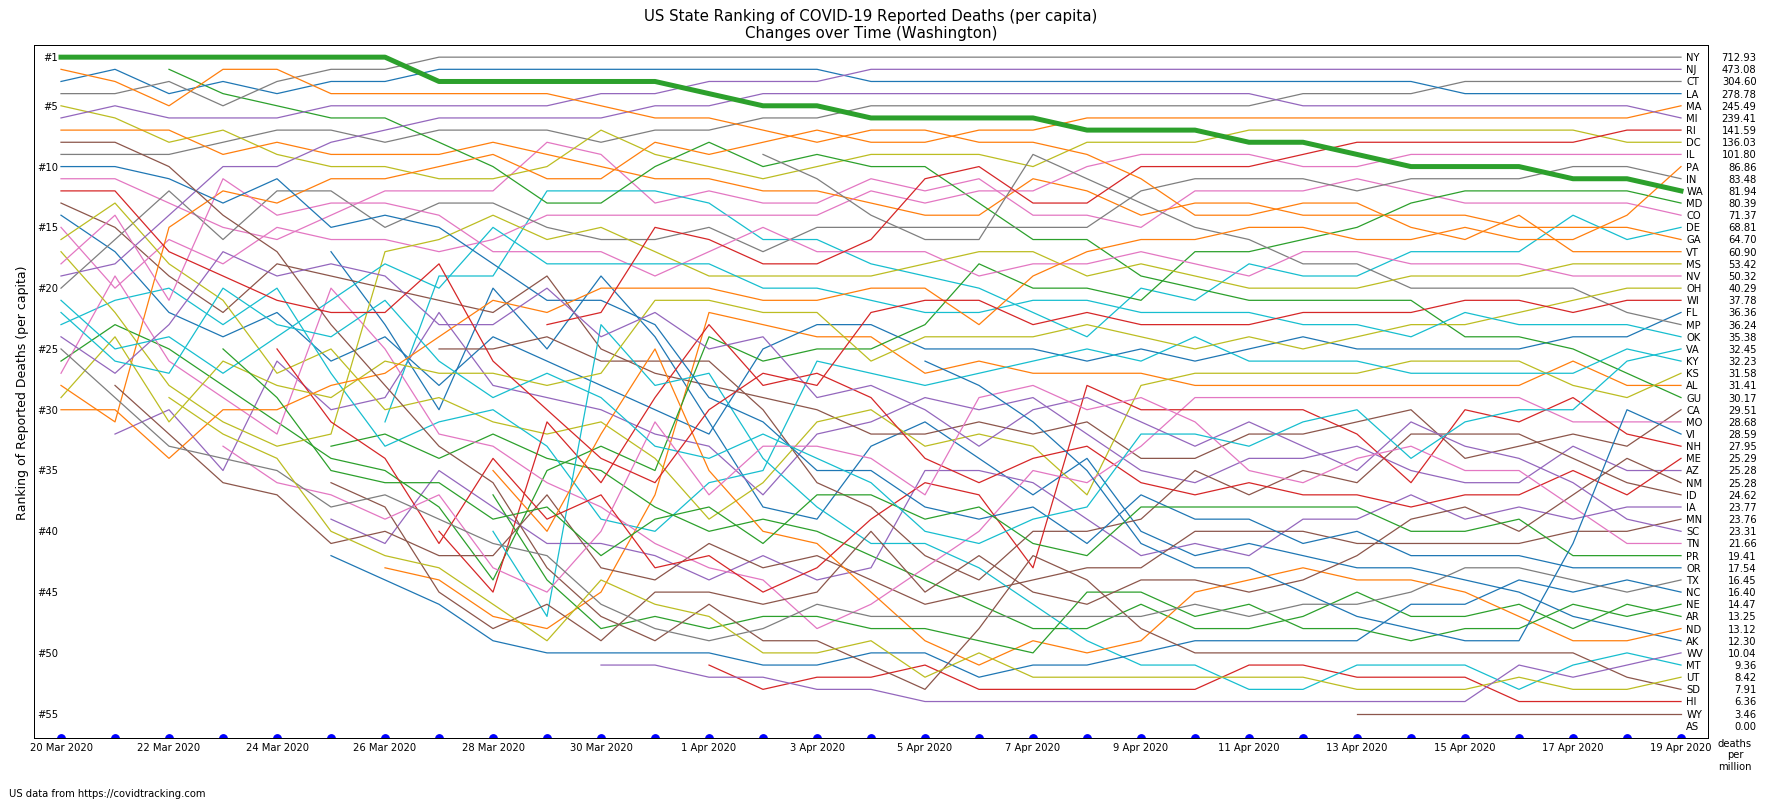 US State Ranking of COVID-19 Reported Deaths (per capita)
Changes over Time (Washington)
Ranking of Reported Deaths (per capita)
#1
#5
#10
#15
#20
#25
#30
#35
#40
#45
#50
#55
NY 712.93
NJ 473.08
CT 304.60
LA 278.78
MA 245.49
MI 239.41
RI 141.59
DC 136.03
IL 101.80
PA 86.86
IN 83.48
WA 81.94
MD 80.39
CO 71.37
DE 68.81
GA 64.70
VT 60.90
MS 53.42
NV 50.32
OH 40.29
WI 37.78
FL 36.36
MP 36.24
OK 35.38
VA 32.45
KY 32.23
KS 31.58
AL 31.41
GU 30.17
CA 29.51
MO 28.68
VI 28.59
NH 27.95
ME 25.29
AZ 25.28
NM 25.28
ID 24.62
IA 23.77
MN 23.76
SC 23.31
TN 21.66
PR 19.41
OR 17.54
TX 16.45
NC 16.40
NE 14.47
AR 13.25
ND 13.12
AK 12.30
WV 10.04
MT 9.36
UT 8.42
SD 7.91
HI 6.36
WY 3.46
AS 0.00
20 Mar 2020 22 Mar 2020 24 Mar 2020 26 Mar 2020 28 Mar 2020 30 Mar 2020 1 Apr 2020 3 Apr 2020 5 Apr 2020 7 Apr 2020 9 Apr 2020 11 Apr 2020 13 Apr 2020 15 Apr 2020 17 Apr 2020 19 Apr 2020
deaths
per
million
US data from https://covidtracking.com